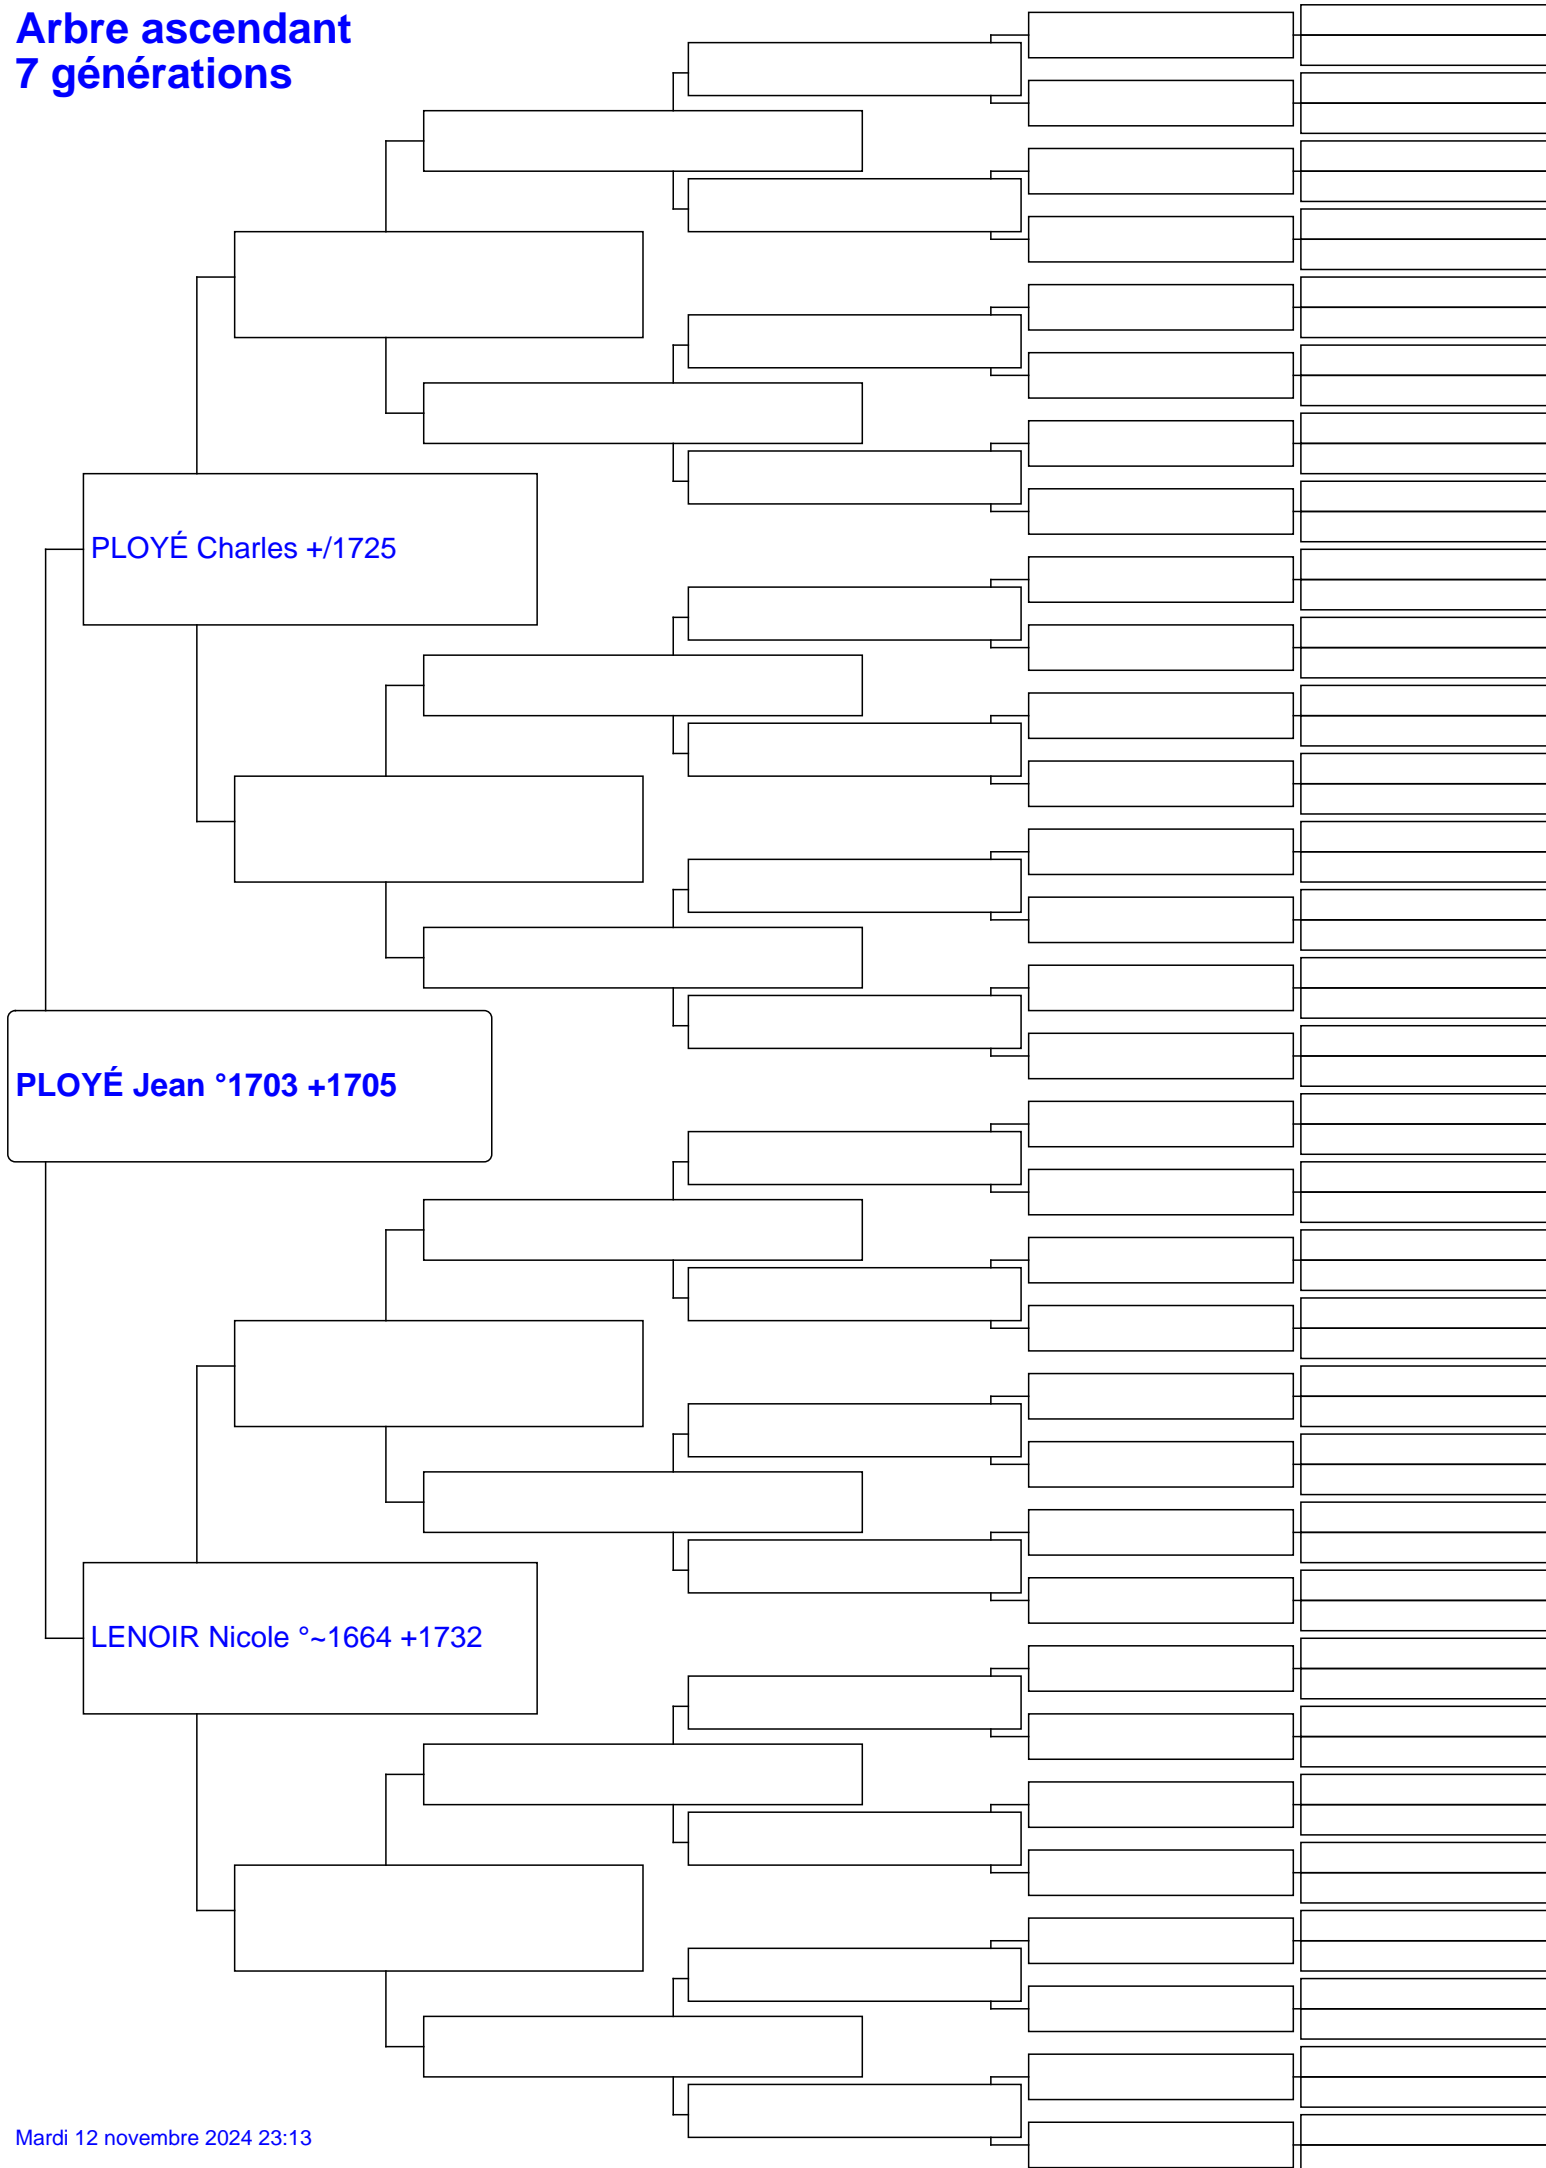 Arbre ascendant
7 générations
PLOYÉ Charles +/1725
PLOYÉ Jean °1703 +1705
LENOIR Nicole °~1664 +1732
Mardi 12 novembre 2024 23:13